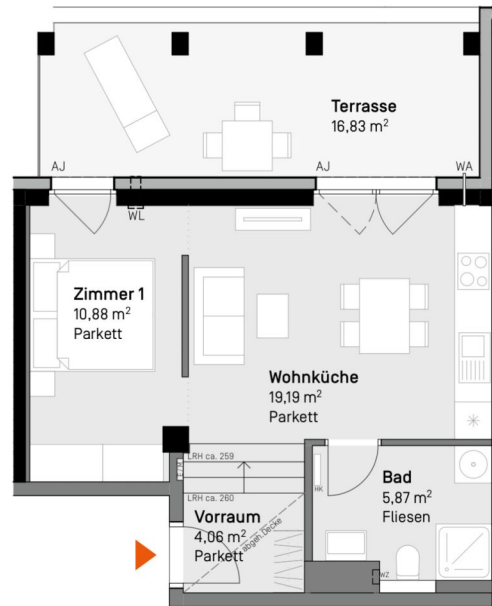 Terrasse
16,83 m²
AJ
AJ
WA
WL
Zimmer 1
10,88 m²
Parkett
Wohnküche
19,19 m²
Parkett
LRH ca. 259
E/M
HK
Bad
5,87 m²
Fliesen
LRH ca. 260
Vorraum
4,06 m²
Parkett
abgeh.Decke
WZ